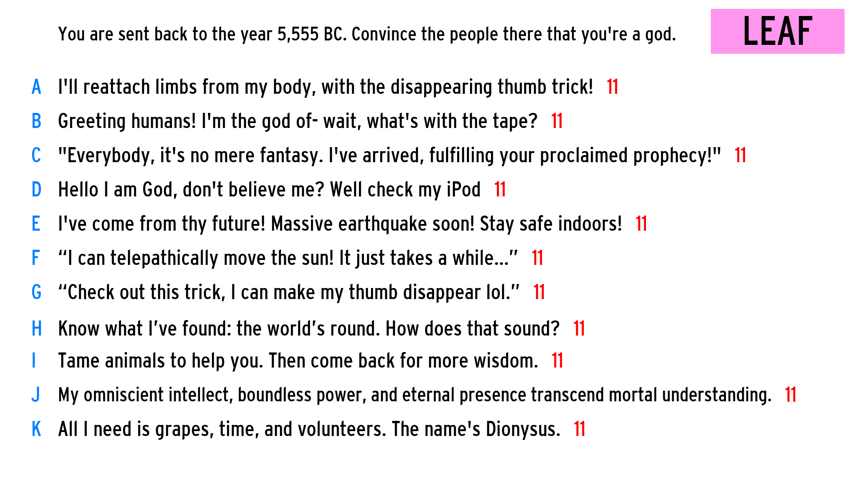 You are sent back to the year 5,555 BC. Convince the people there that you're a god.
LEAF
A I'll reattach limbs from my body, with the disappearing thumb trick! 11
B Greeting humans! I'm the god of- wait, what's with the tape? 11
C "Everybody, it's no mere fantasy. I've arrived, fulfilling your proclaimed prophecy!" 11
D Hello I am God, don't believe me? Well check my iPod 11
E I've come from thy future! Massive earthquake soon! Stay safe indoors! 11
F “I can telepathically move the sun! It just takes a while...” 11
G “Check out this trick, I can make my thumb disappear lol.” 11
H Know what I’ve found: the world’s round. How does that sound? 11
I Tame animals to help you. Then come back for more wisdom. 11
J My omniscient intellect, boundless power, and eternal presence transcend mortal understanding. 11
K All I need is grapes, time, and volunteers. The name's Dionysus. 11